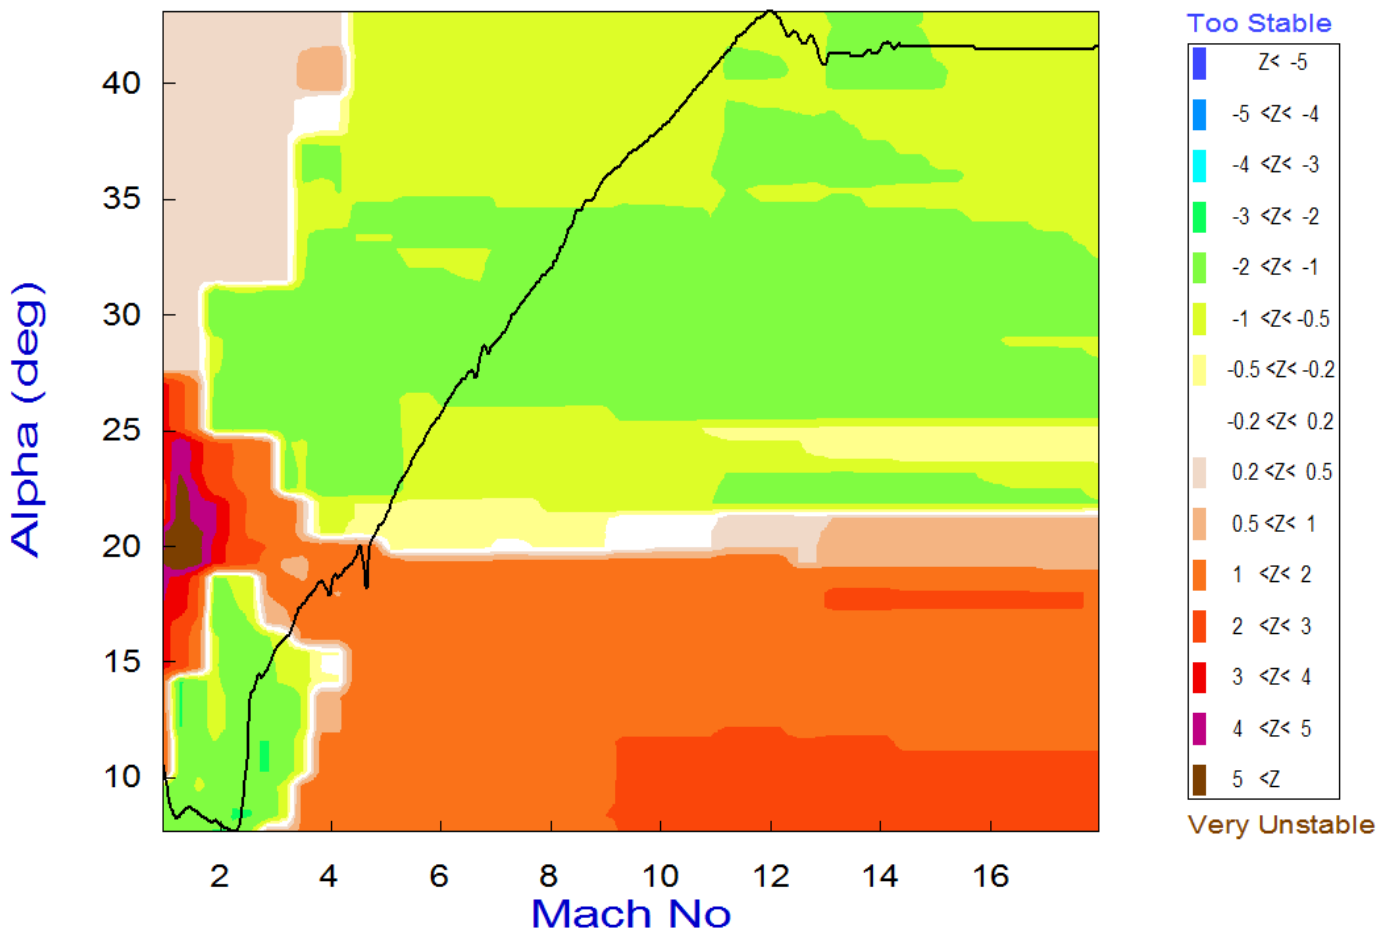 Too Stable
Z< -5
-5 <Z< -4
-4 <Z< -3
-3 <Z< -2
-2 <Z< -1
-1 <Z< -0.5
-0.5 <Z< -0.2
-0.2 <Z< 0.2
0.2 <Z< 0.5
0.5 <Z< 1
1 <Z< 2
2 <Z< 3
3 <Z< 4
4 <Z< 5
5 <Z
Very Unstable
Alpha (deg)
40
35
30
25
20
15
10
2 4 6 8 10 12 14 16
Mach No